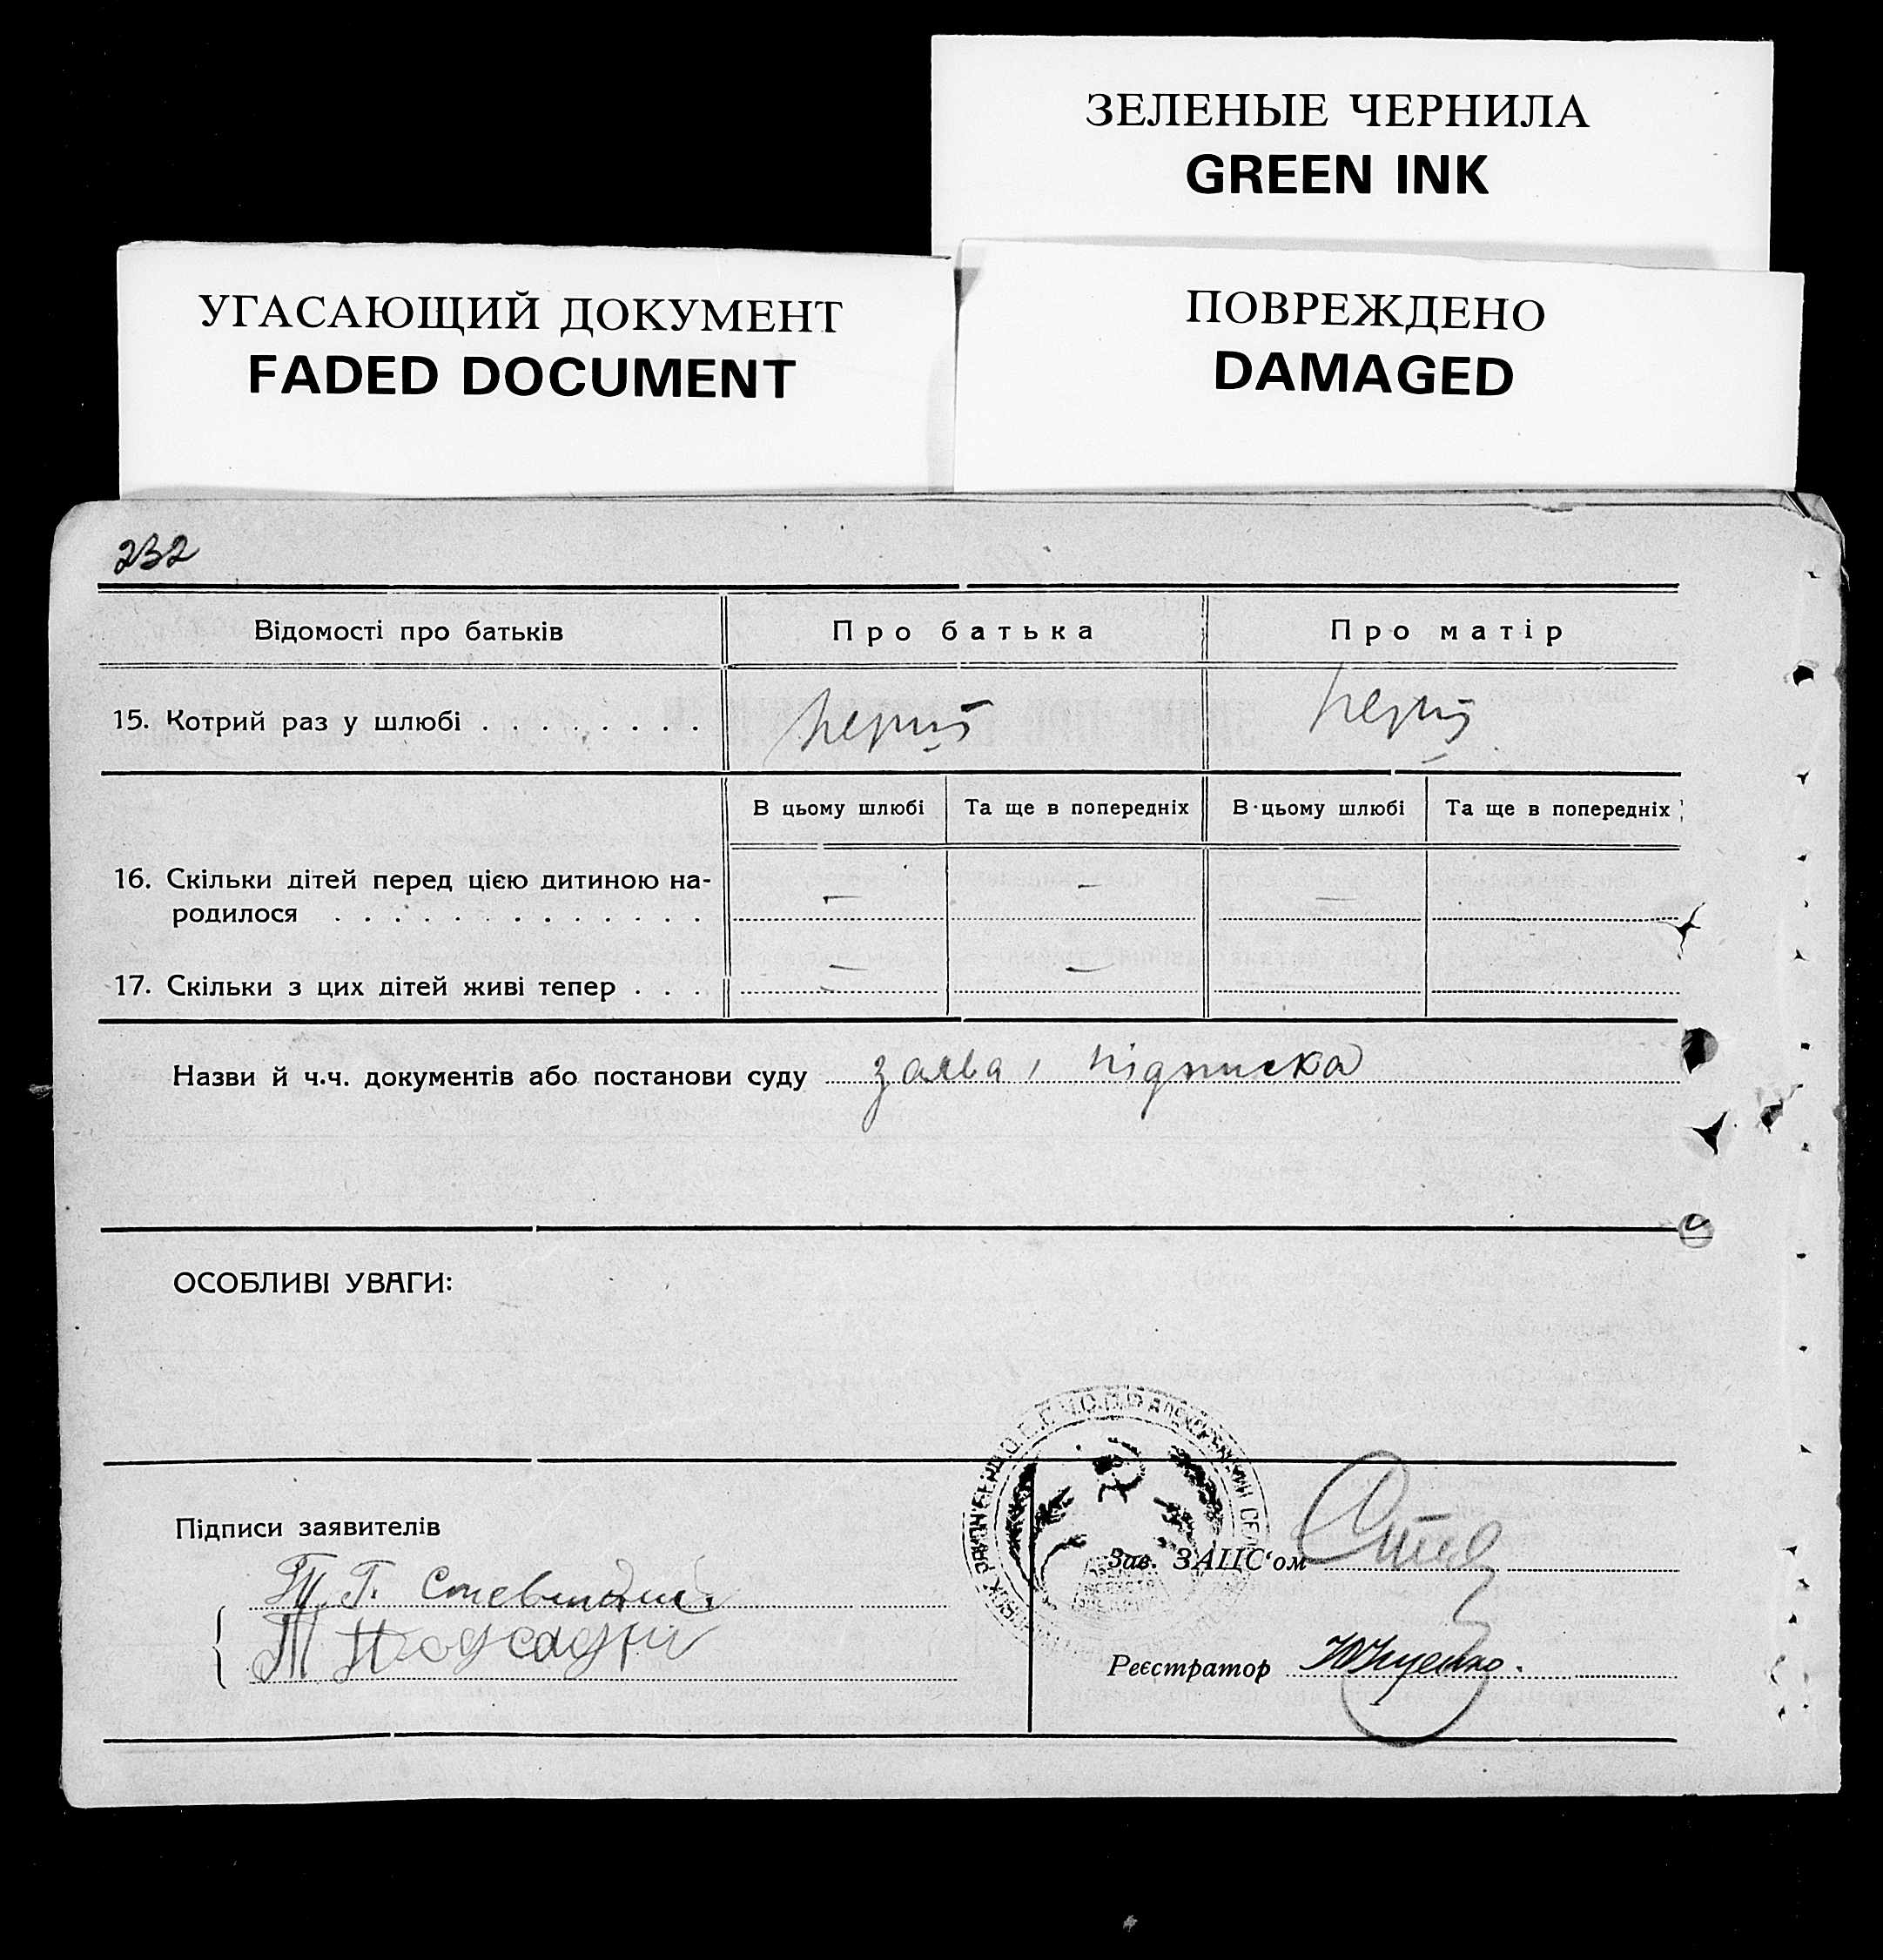 ЗЕЛЕНЫЕ ЧЕРНИЛА
GREEN INK
УГАСАЮЩИЙ ДОКУМЕНТ
FADED DOCUMENT
ПОВРЕЖДЕНО
DAMAGED
232
Відомості про батьків Про батька Про матір
15. Котрий раз у шлюбі . . . . . . . . перший перший
В цьому шлюбі Та ще в попередніх В цьому шлюбі Та ще в попередніх
16. Скільки дітей перед цією дитиною на-
родилося . . . . . . . . . . . . . — — —
17. Скільки з цих дітей живі тепер . . . — —
Назви й ч.ч. документів або постанови суду заява, підписка
ОСОБЛИВІ УВАГИ:
Підписи заявителів
Зав. ЗАЦС'ом
Реєстратор